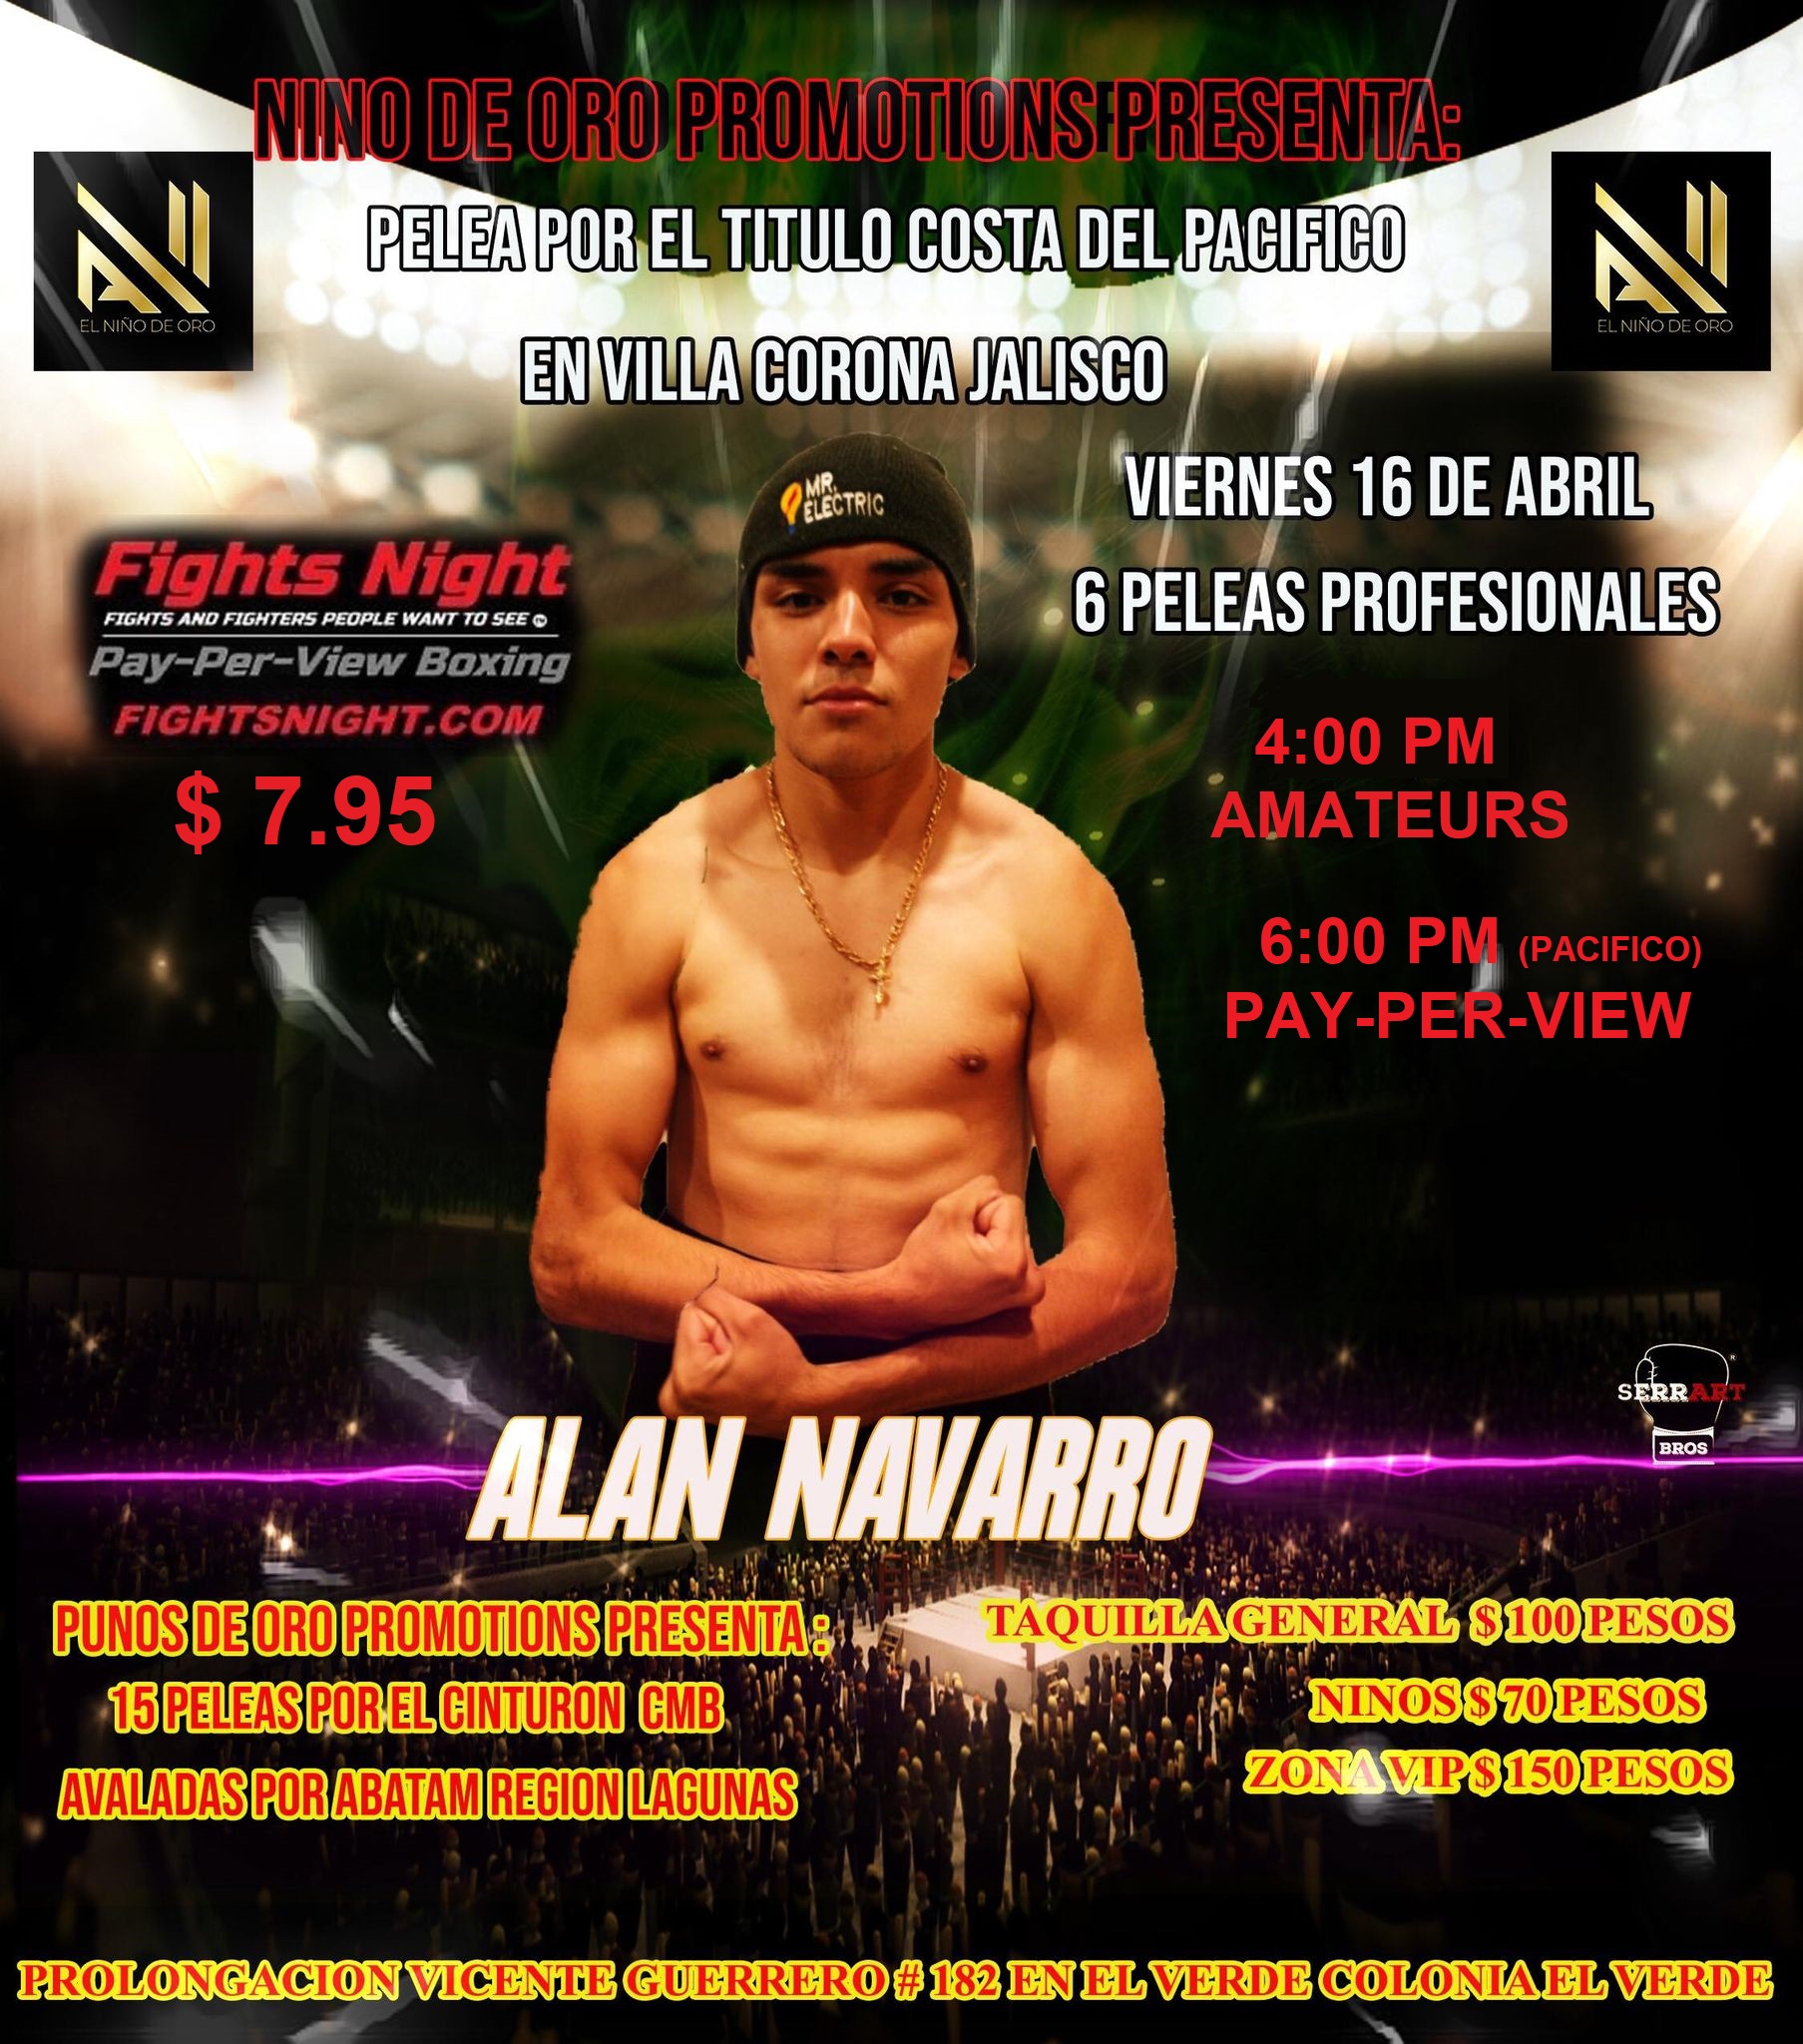 NINO DE ORO PROMOTIONS PRESENTA:
EL NIÑO DE ORO
EL NIÑO DE ORO
PELEA POR EL TITULO COSTA DEL PACIFICO
EN VILLA CORONA JALISCO
MR. ELECTRIC
VIERNES 16 DE ABRIL
6 PELEAS PROFESIONALES
Fights Night
FIGHTS AND FIGHTERS PEOPLE WANT TO SEE
Pay-Per-View Boxing
FIGHTSNIGHT.COM
$ 7.95
4:00 PM
AMATEURS
6:00 PM (PACIFICO)
PAY-PER-VIEW
SERRART
BROS
ALAN NAVARRO
PUNOS DE ORO PROMOTIONS PRESENTA :
15 PELEAS POR EL CINTURON CMB
AVALADAS POR ABATAM REGION LAGUNAS
TAQUILLA GENERAL $ 100 PESOS
NINOS $ 70 PESOS
ZONA VIP $ 150 PESOS
PROLONGACION VICENTE GUERRERO # 182 EN EL VERDE COLONIA EL VERDE